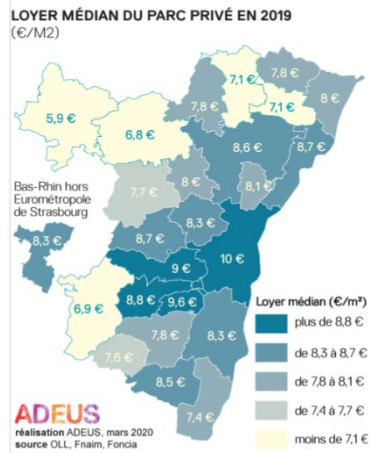 LOYER MÉDIAN DU PARC PRIVÉ EN 2019
(€/M2)
7,1 €
7,8 €
5,9 €
7,8 €
7,1 €
8 €
6,8 €
8,6 €
8,7 €
7,7 €
8 €
8,1 €
Bas-Rhin hors
Eurométropole
de Strasbourg
8,3 €
8,3 €
8,7 €
10 €
9 €
8,8 €
9,6 €
6,9 €
7,8 €
8,3 €
7,6 €
8,5 €
7,4 €
Loyer médian (€/m²)
plus de 8,8 €
de 8,3 à 8,7 €
de 7,8 à 8,1 €
de 7,4 à 7,7 €
moins de 7,1 €
ADEUS
réalisation ADEUS, mars 2020
source OLL, Fnaim, Foncia